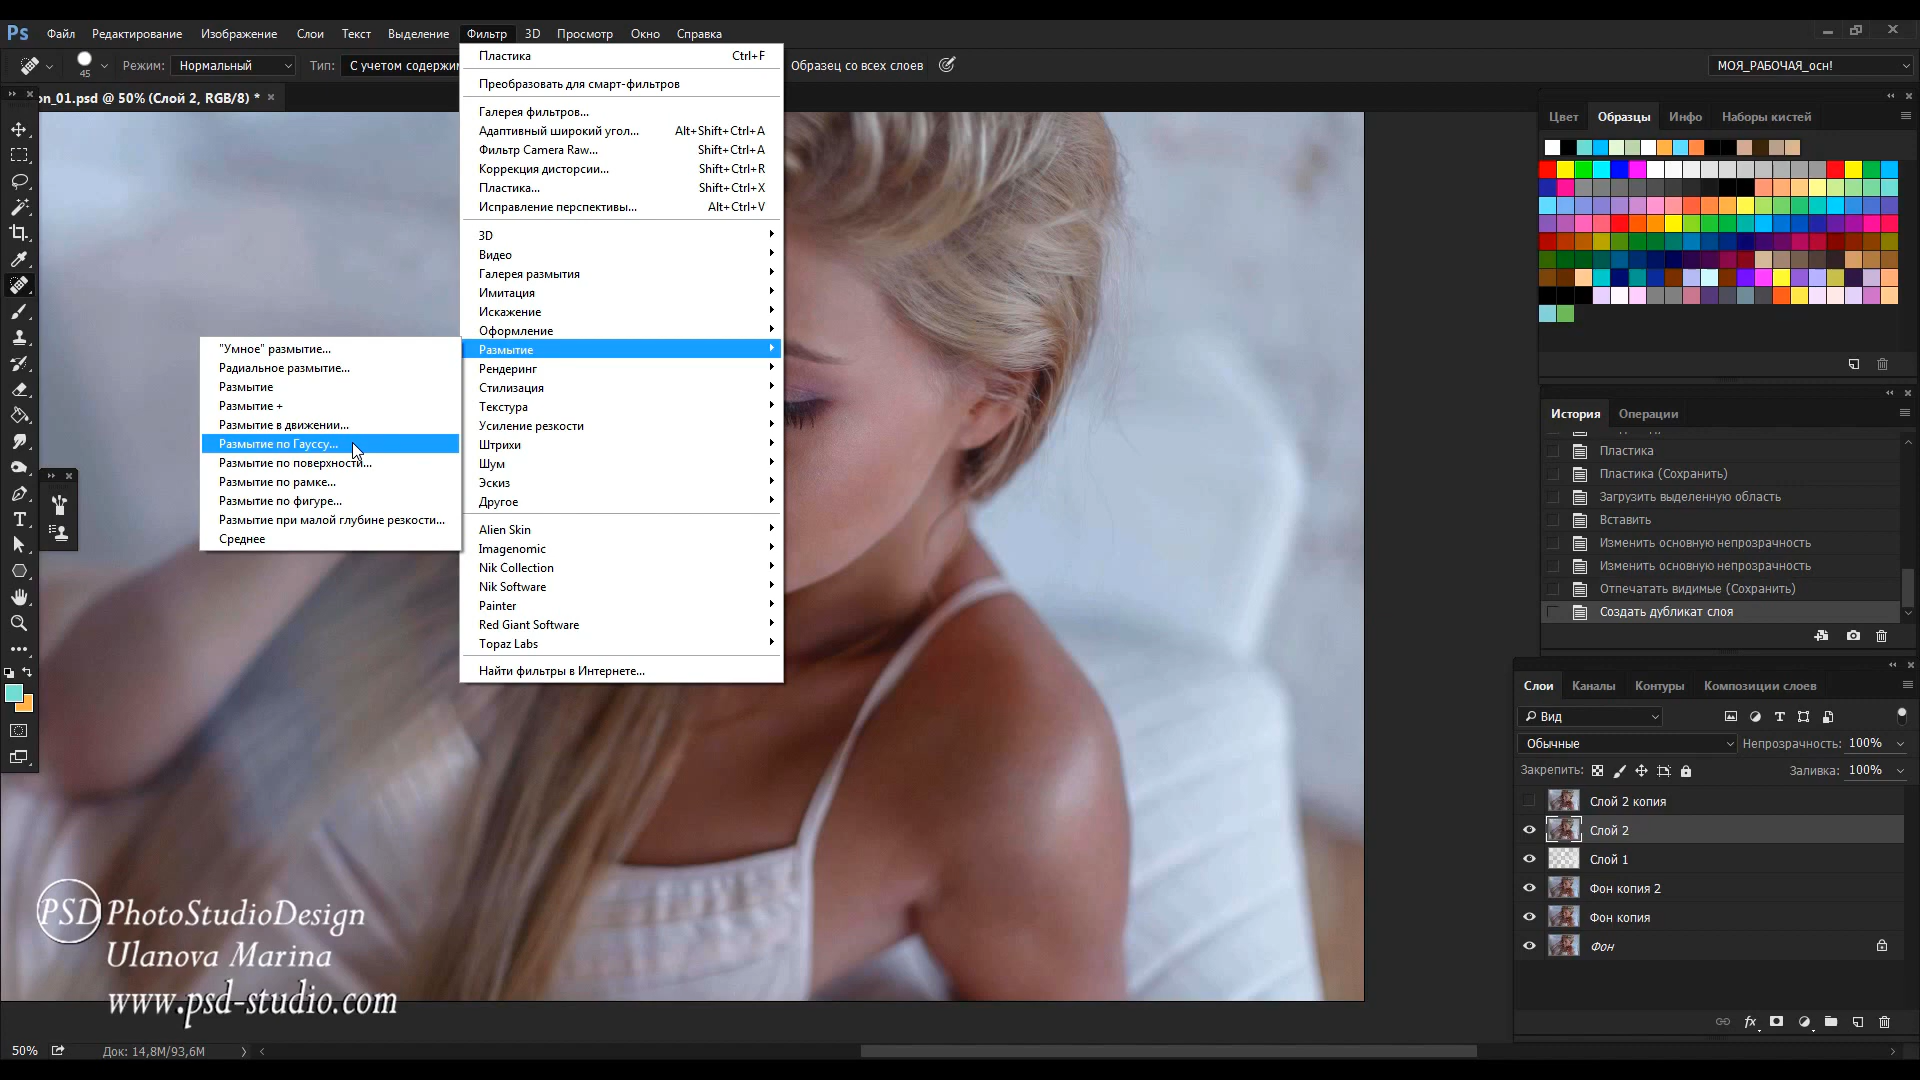 Ps Файл Редактирование Изображение Слои Текст Выделение Фильтр 3D Просмотр Окно Справка
45 Режим: Нормальный Тип: С учетом содержи Образец со всех слоев МОЯ_РАБОЧАЯ_осн!
on_01.psd @ 50% (Слой 2, RGB/8) *
Пластика Ctrl+F
Преобразовать для смарт-фильтров
Галерея фильтров...
Адаптивный широкий угол... Alt+Shift+Ctrl+A
Фильтр Camera Raw... Shift+Ctrl+A
Коррекция дисторсии... Shift+Ctrl+R
Пластика... Shift+Ctrl+X
Исправление перспективы... Alt+Ctrl+V
3D
Видео
Галерея размытия
Имитация
Искажение
Оформление
Размытие
Рендеринг
Стилизация
Текстура
Усиление резкости
Штрихи
Шум
Эскиз
Другое
Alien Skin
Imagenomic
Nik Collection
Nik Software
Painter
Red Giant Software
Topaz Labs
Найти фильтры в Интернете...
"Умное" размытие...
Радиальное размытие...
Размытие
Размытие +
Размытие в движении...
Размытие по Гауссу...
Размытие по поверхности...
Размытие по рамке...
Размытие по фигуре...
Размытие при малой глубине резкости...
Среднее
Цвет Образцы Инфо Наборы кистей
История Операции
Пластика
Пластика (Сохранить)
Загрузить выделенную область
Вставить
Изменить основную непрозрачность
Изменить основную непрозрачность
Отпечатать видимые (Сохранить)
Создать дубликат слоя
Слои Каналы Контуры Композиции слоев
Вид
Обычные Непрозрачность: 100%
Закрепить: Заливка: 100%
Слой 2 копия
Слой 2
Слой 1
Фон копия 2
Фон копия
Фон
fx
PSD PhotoStudioDesign
Ulanova Marina
www.psd-studio.com
50% Док: 14,8M/93,6M